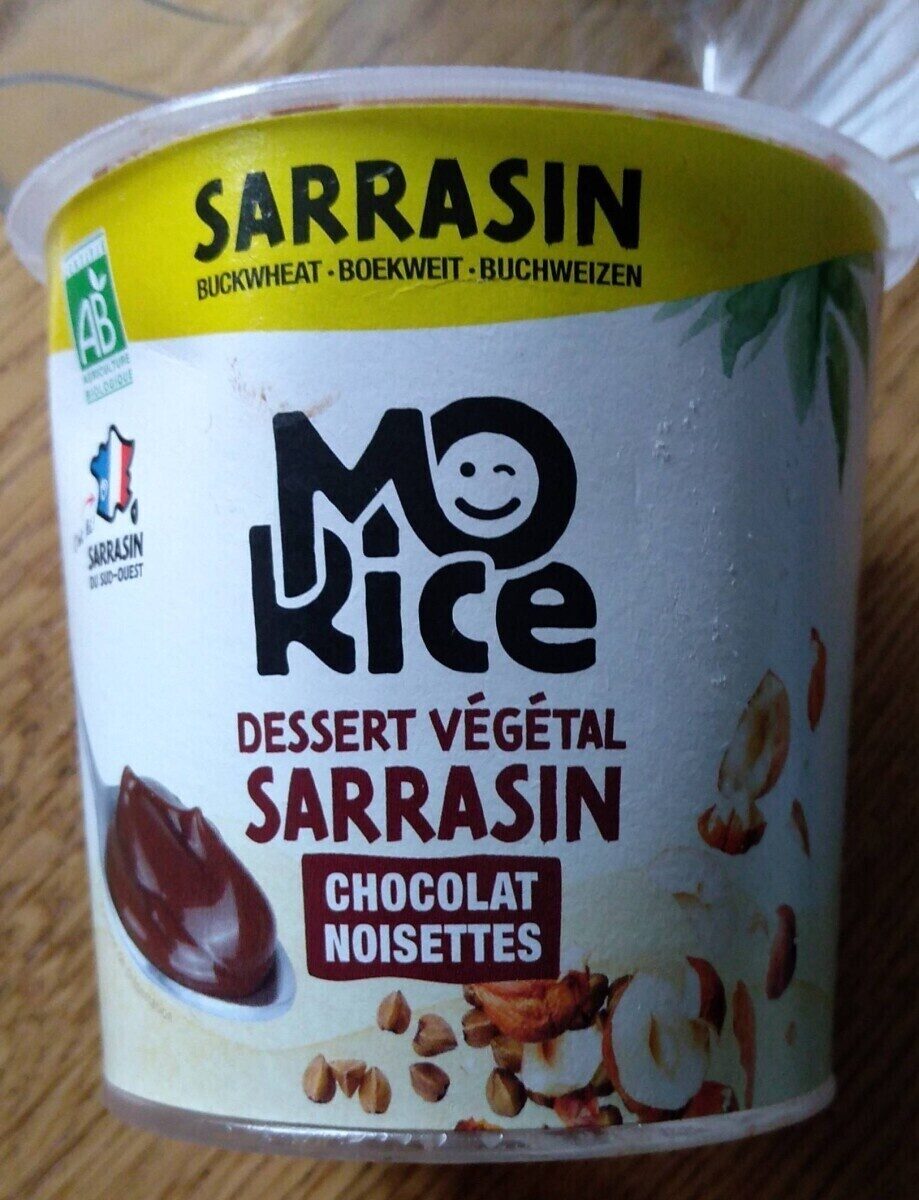 SARRASIN
BUCKWHEAT · BOEKWEIT · BUCHWEIZEN
AB
AGRICULTURE
BIOLOGIQUE
SARRASIN
DU SUD-OUEST
MO
Rice
DESSERT VÉGÉTAL
SARRASIN
CHOCOLAT
NOISETTES